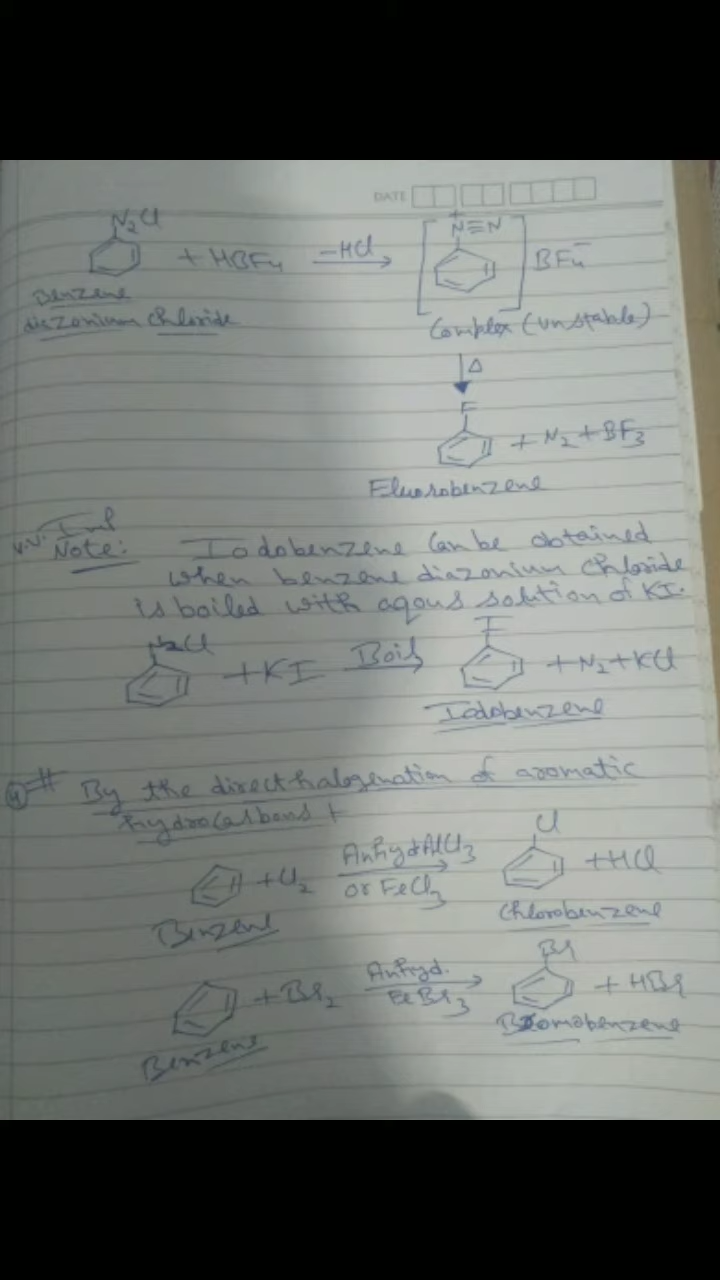 DATE
N₂Cl
+ HBF₄ −HCl → [N⁺≡N] BF₄⁻
Benzene
diazonium chloride
Complex (Unstable)
↓ Δ
F
+ N₂ + BF₃
Fluorobenzene
V.V. Imp
Note: Iodobenzene Can be obtained
when benzene diazonium chloride
is boiled with aqous solution of KI.
N₂Cl + KI Boil → I + N₂ + KCl
Iodobenzene
④ # By the direct halogenation of aromatic
hydrocarbons
+ Cl₂ Anhyd AlCl₃ or FeCl₃ → Cl + HCl
Benzene Chlorobenzene
+ Br₂ Anhyd. FeBr₃ → Br + HBr
Benzene Bromobenzene